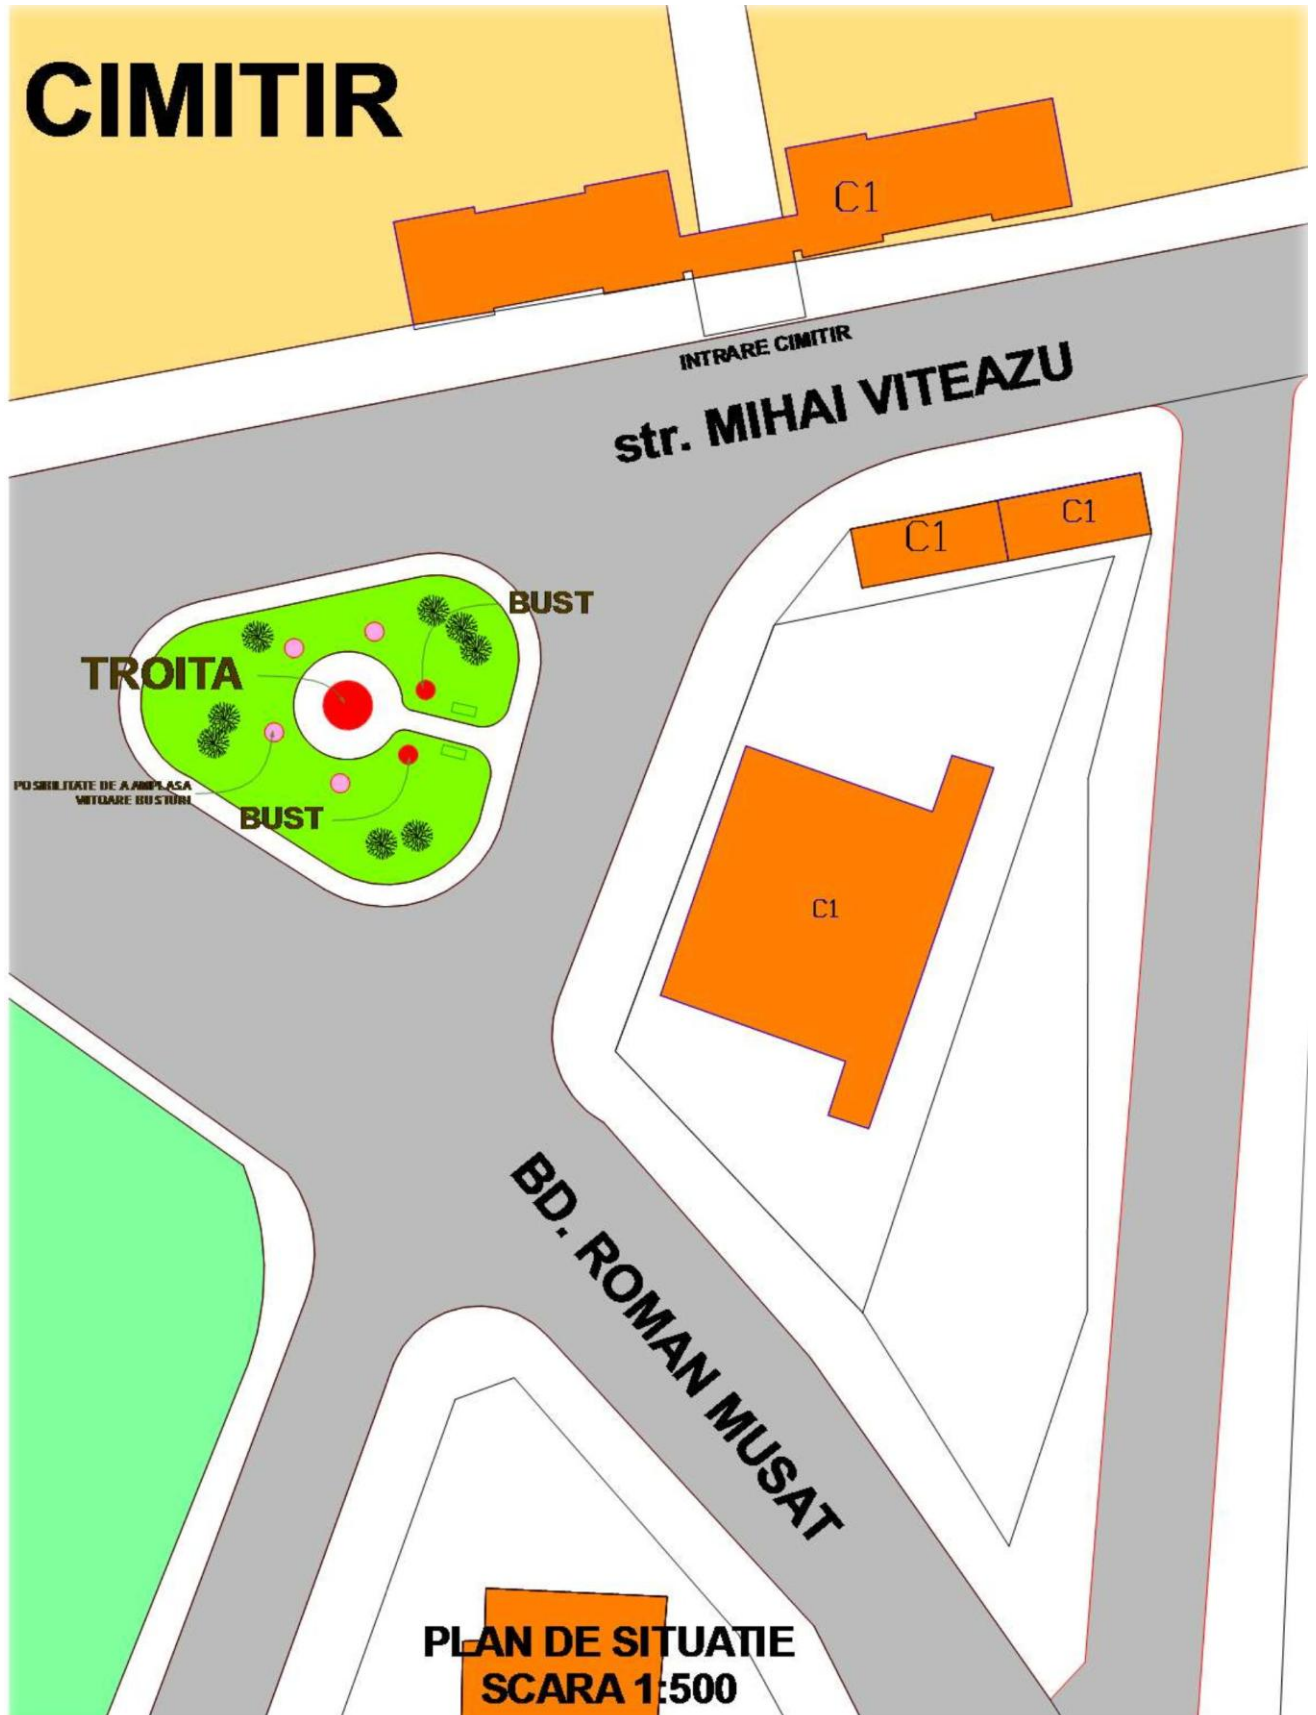 CIMITIR
C1
INTRARE CIMITIR
str. MIHAI VITEAZU
C1
C1
BUST
TROITA
POSIBILITATE DE A AMPLASA
VIITOARE BUSTURI
BUST
C1
BD. ROMAN MUSAT
PLAN DE SITUATIE
SCARA 1:500